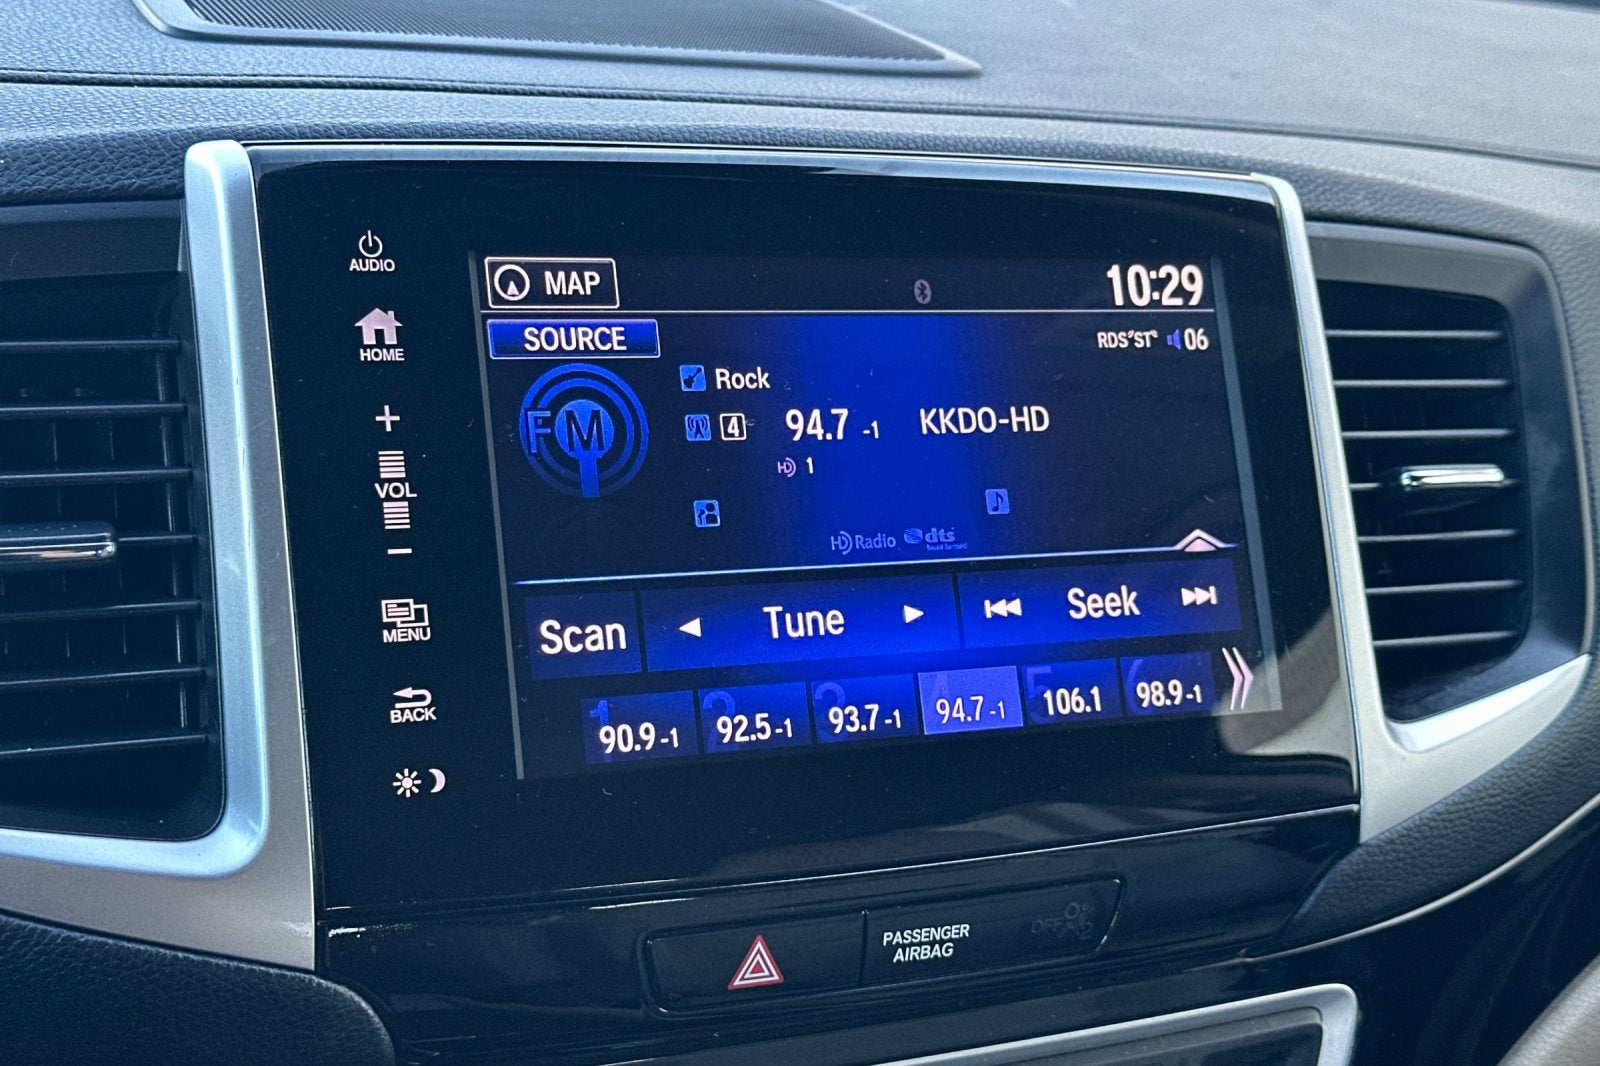 AUDIO
HOME
+
VOL
−
MENU
BACK
MAP
10:29
SOURCE
RDS ST 06
FM
Rock
4 94.7 -1 KKDO-HD
HD 1
HD Radio dts
Scan Tune Seek
1 90.9-1
2 92.5-1
3 93.7-1
4 94.7-1
5 106.1
6 98.9-1
PASSENGER
AIRBAG
OFF